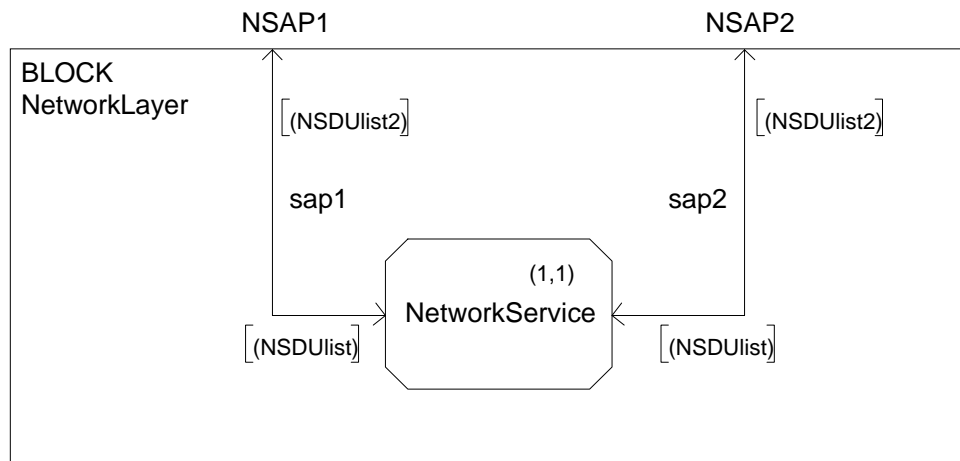 NSAP1
NSAP2
BLOCK
NetworkLayer
[(NSDUlist2)]
[(NSDUlist2)]
sap1
sap2
(1,1)
NetworkService
[(NSDUlist)]
[(NSDUlist)]